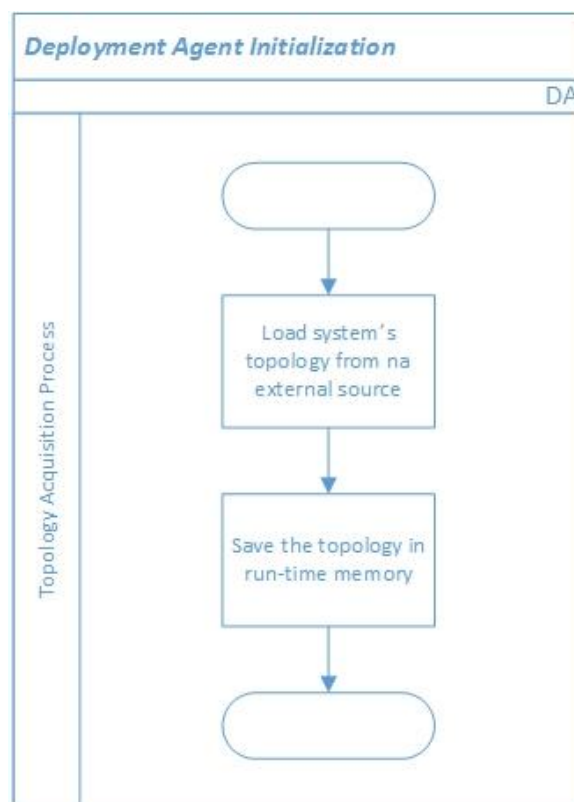 Deployment Agent Initialization
DA
Topology Acquisition Process
Load system's
topology from na
external source
Save the topology in
run-time memory